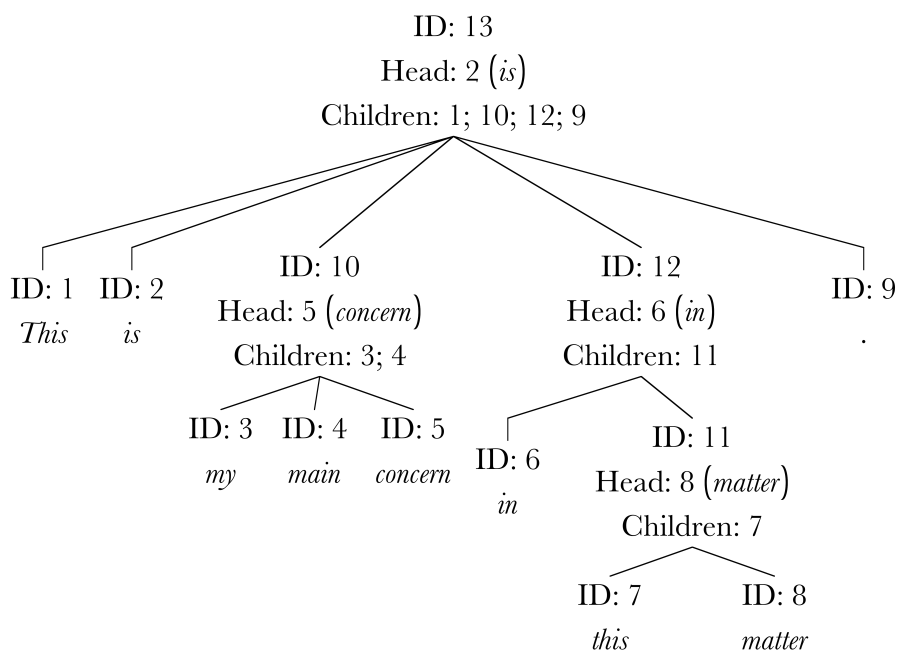 ID: 13
Head: 2 (is)
Children: 1; 10; 12; 9
ID: 1
This
ID: 2
is
ID: 10
Head: 5 (concern)
Children: 3; 4
ID: 12
Head: 6 (in)
Children: 11
ID: 9
.
ID: 3
my
ID: 4
main
ID: 5
concern
ID: 6
in
ID: 11
Head: 8 (matter)
Children: 7
ID: 7
this
ID: 8
matter